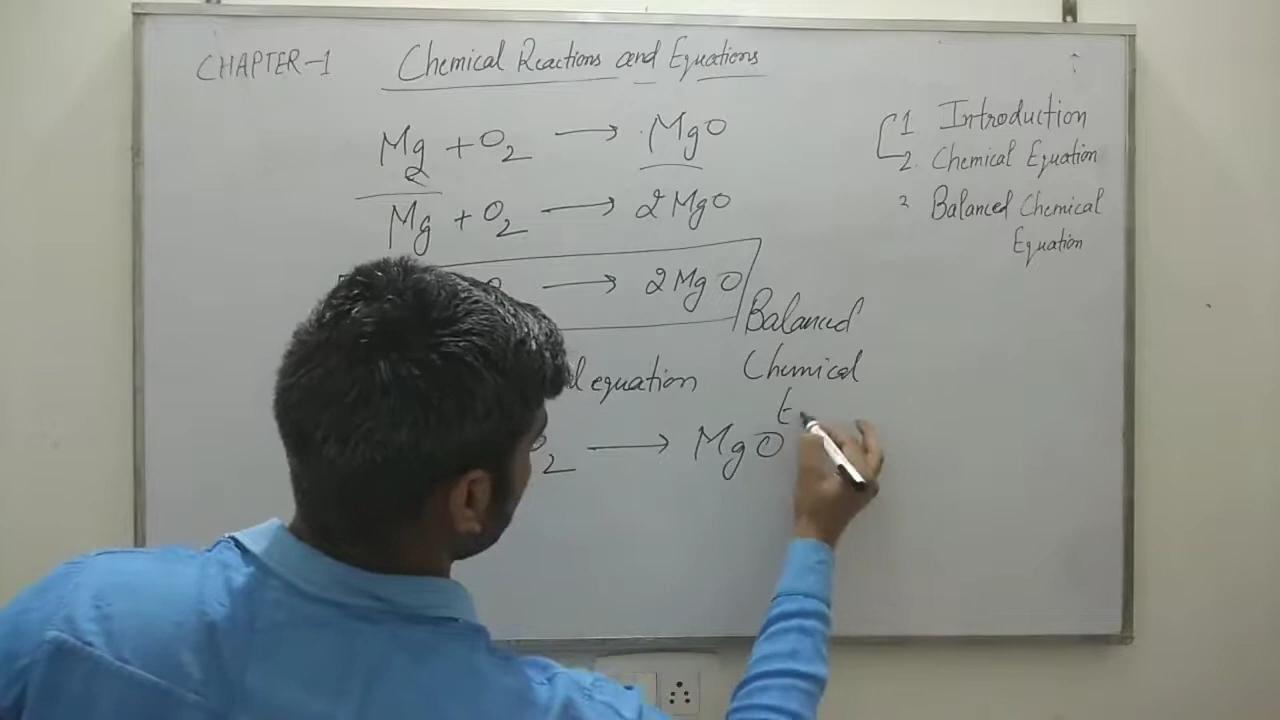 CHAPTER-1 Chemical Reactions and Equations
Mg + O2 → MgO
2
Mg + O2 → 2MgO
→ 2MgO
Balanced
equation Chemical
2 → MgO
1 Introduction
2. Chemical Equation
Balanced Chemical
Equation